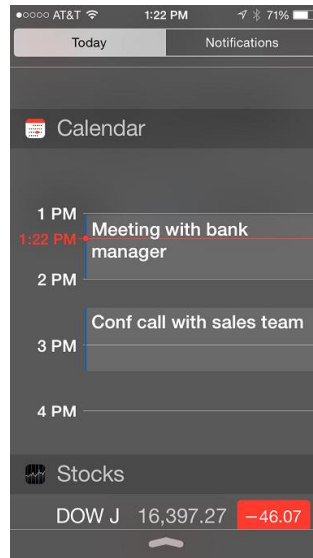 AT&T 1:22 PM 71%
Today Notifications
Calendar
1 PM
Meeting with bank
1:22 PM
manager
2 PM
Conf call with sales team
3 PM
4 PM
Stocks
DOW J 16,397.27 −46.07